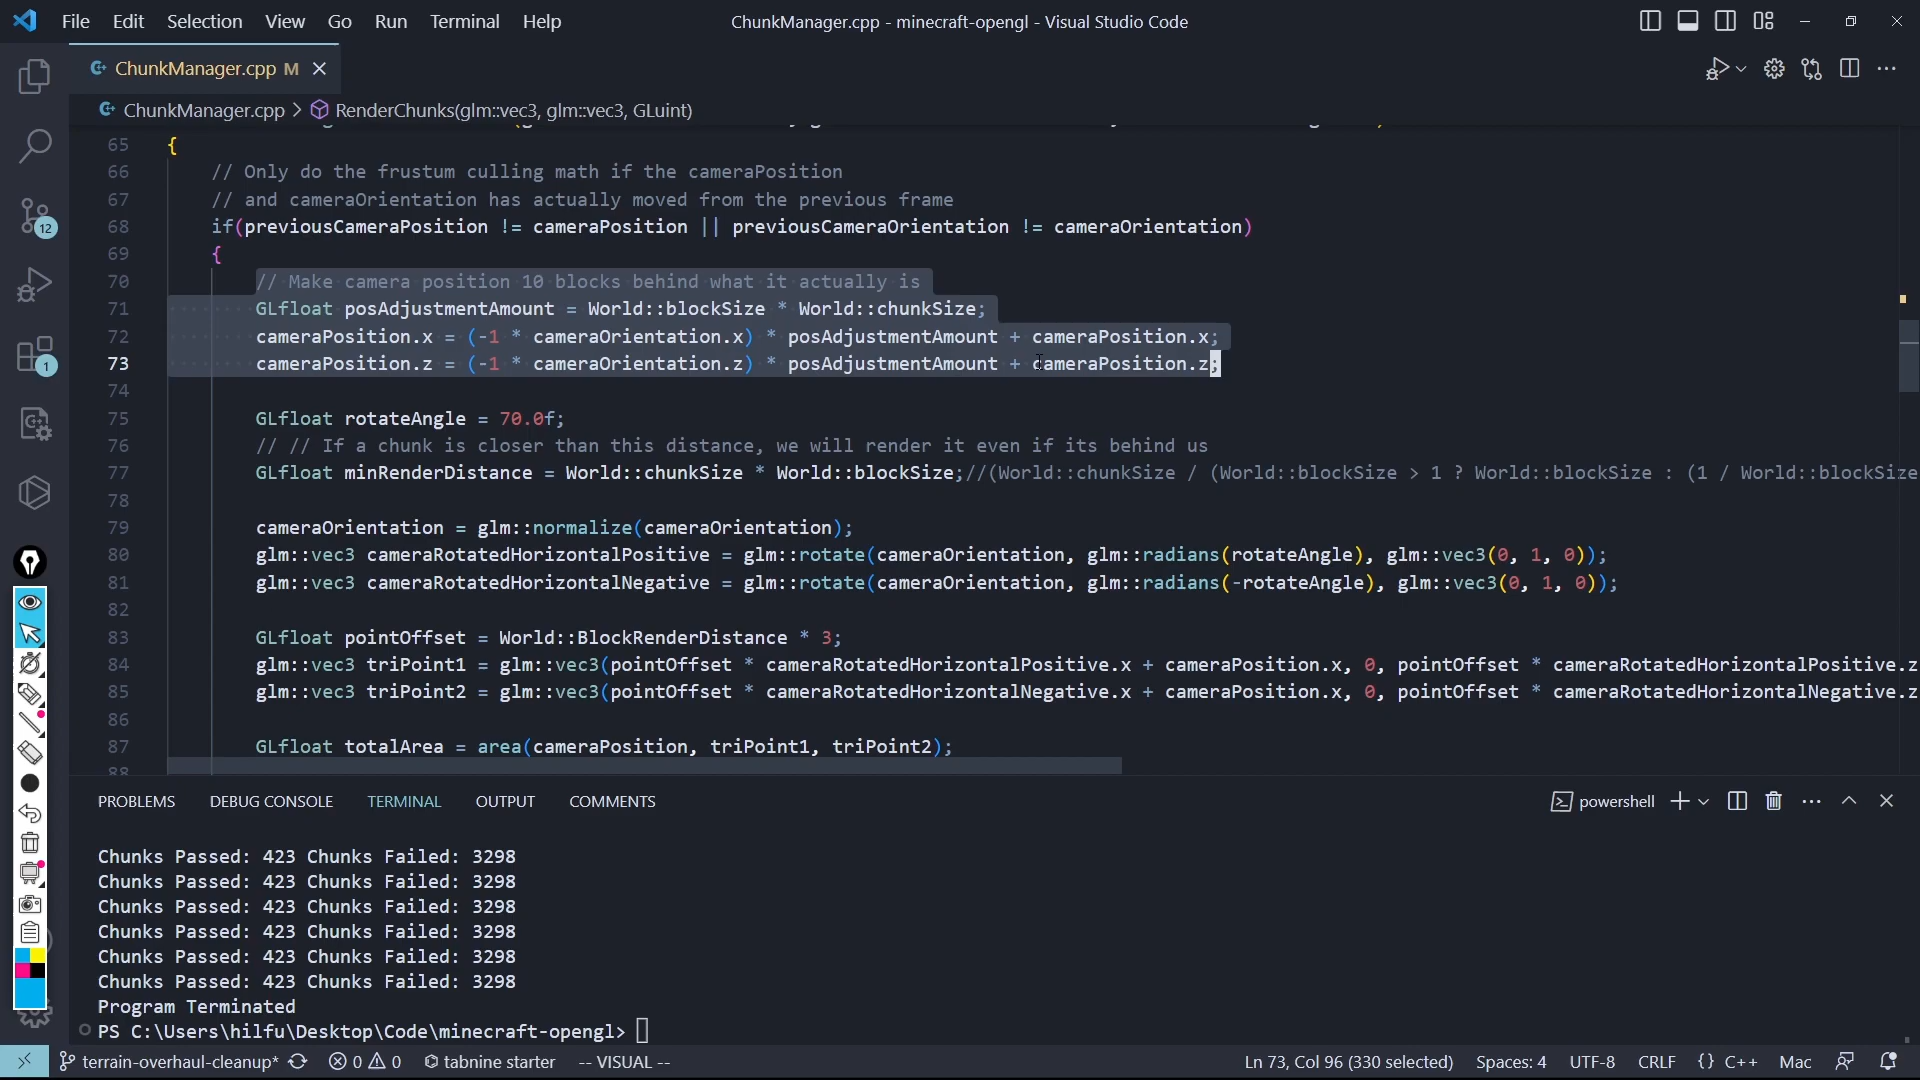 File Edit Selection View Go Run Terminal Help
ChunkManager.cpp - minecraft-opengl - Visual Studio Code
ChunkManager.cpp M
ChunkManager.cpp > RenderChunks(glm::vec3, glm::vec3, GLuint)
65 {
66 // Only do the frustum culling math if the cameraPosition
67 // and cameraOrientation has actually moved from the previous frame
68 if(previousCameraPosition != cameraPosition || previousCameraOrientation != cameraOrientation)
69 {
70 // Make camera position 10 blocks behind what it actually is
71 GLfloat posAdjustmentAmount = World::blockSize * World::chunkSize;
72 cameraPosition.x = (-1 * cameraOrientation.x) * posAdjustmentAmount + cameraPosition.x;
73 cameraPosition.z = (-1 * cameraOrientation.z) * posAdjustmentAmount + cameraPosition.z;
74
75 GLfloat rotateAngle = 70.0f;
76 // // If a chunk is closer than this distance, we will render it even if its behind us
77 GLfloat minRenderDistance = World::chunkSize * World::blockSize;//(World::chunkSize / (World::blockSize > 1 ? World::blockSize : (1 / World::blockSize
78
79 cameraOrientation = glm::normalize(cameraOrientation);
80 glm::vec3 cameraRotatedHorizontalPositive = glm::rotate(cameraOrientation, glm::radians(rotateAngle), glm::vec3(0, 1, 0));
81 glm::vec3 cameraRotatedHorizontalNegative = glm::rotate(cameraOrientation, glm::radians(-rotateAngle), glm::vec3(0, 1, 0));
82
83 GLfloat pointOffset = World::BlockRenderDistance * 3;
84 glm::vec3 triPoint1 = glm::vec3(pointOffset * cameraRotatedHorizontalPositive.x + cameraPosition.x, 0, pointOffset * cameraRotatedHorizontalPositive.z
85 glm::vec3 triPoint2 = glm::vec3(pointOffset * cameraRotatedHorizontalNegative.x + cameraPosition.x, 0, pointOffset * cameraRotatedHorizontalNegative.z
86
87 GLfloat totalArea = area(cameraPosition, triPoint1, triPoint2);
88
12
1
PROBLEMS DEBUG CONSOLE TERMINAL OUTPUT COMMENTS
powershell
Chunks Passed: 423 Chunks Failed: 3298
Chunks Passed: 423 Chunks Failed: 3298
Chunks Passed: 423 Chunks Failed: 3298
Chunks Passed: 423 Chunks Failed: 3298
Chunks Passed: 423 Chunks Failed: 3298
Chunks Passed: 423 Chunks Failed: 3298
Program Terminated
PS C:\Users\hilfu\Desktop\Code\minecraft-opengl>
terrain-overhaul-cleanup* 0 0 tabnine starter -- VISUAL -- Ln 73, Col 96 (330 selected) Spaces: 4 UTF-8 CRLF {} C++ Mac